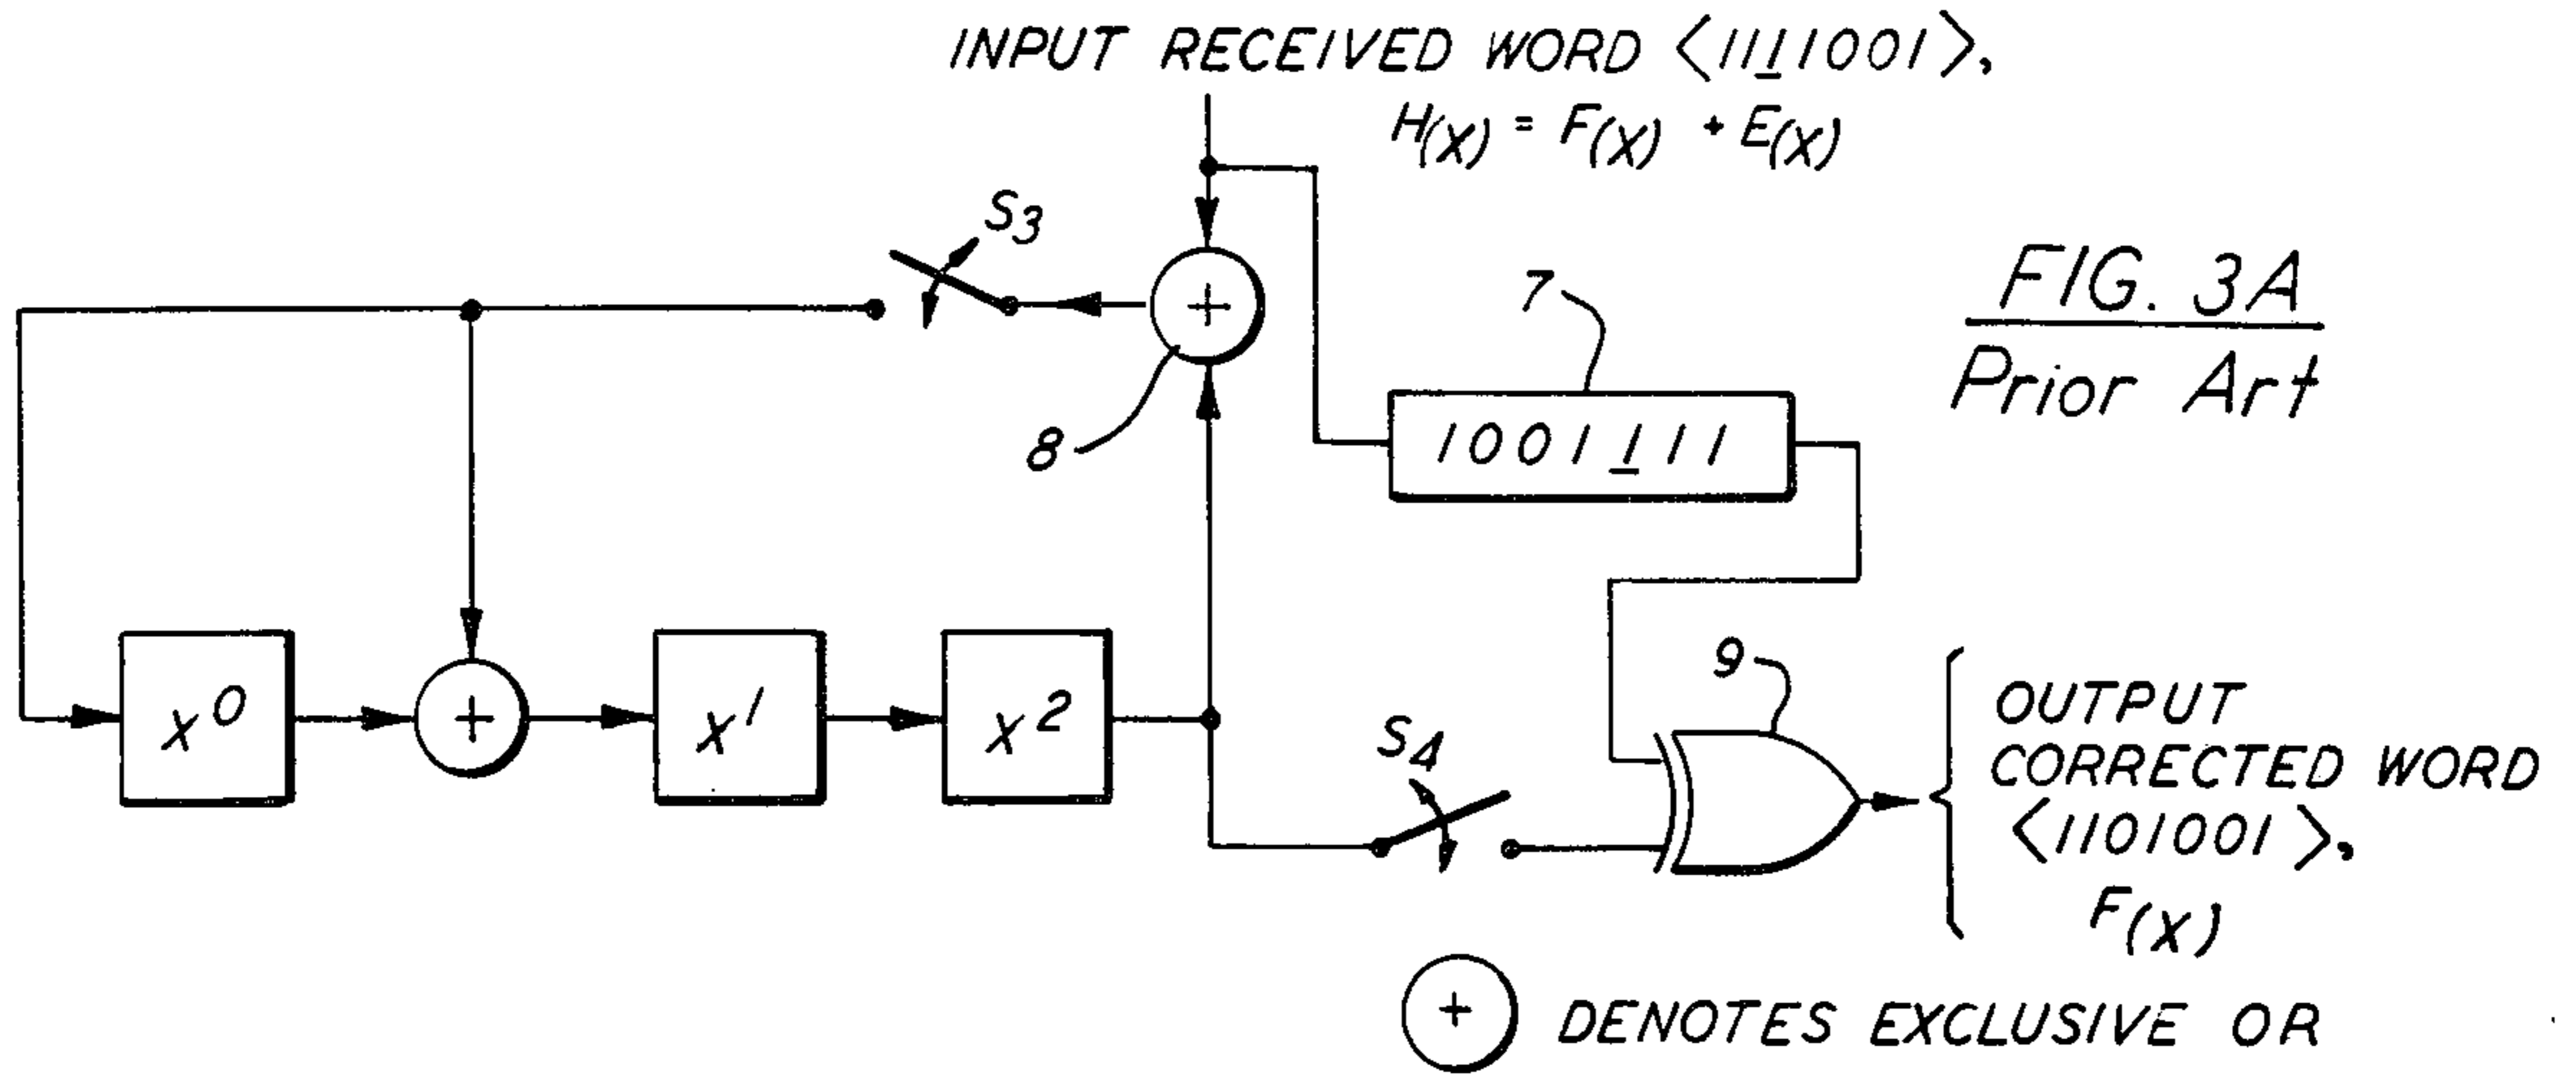 INPUT RECEIVED WORD <1111001>,
H(X) = F(X) + E(X)
S3
7
FIG. 3A
Prior Art
8
1001111
X0
X1
X2
S4
9
OUTPUT
CORRECTED WORD
<1101001>,
F(X)
+ DENOTES EXCLUSIVE OR